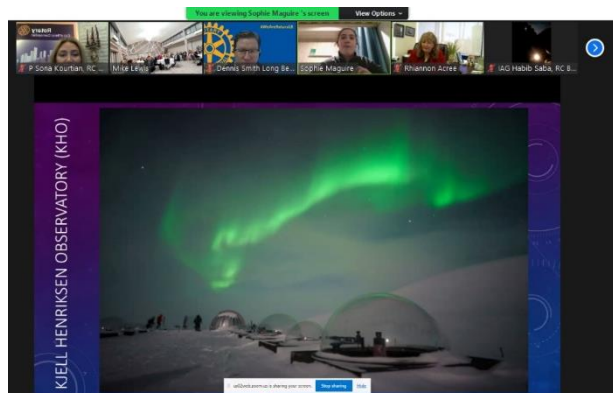 You are viewing Sophie Maguire 's screen
View Options
P Sona Kourtian, RC ...
Mike Lewis
Dennis Smith Long Be...
Sophie Maguire
Rhiannon Acree
IAG Habib Saba, RC B...
KJELL HENRIKSEN OBSERVATORY (KHO)
is sharing your screen.
Stop sharing
Hide